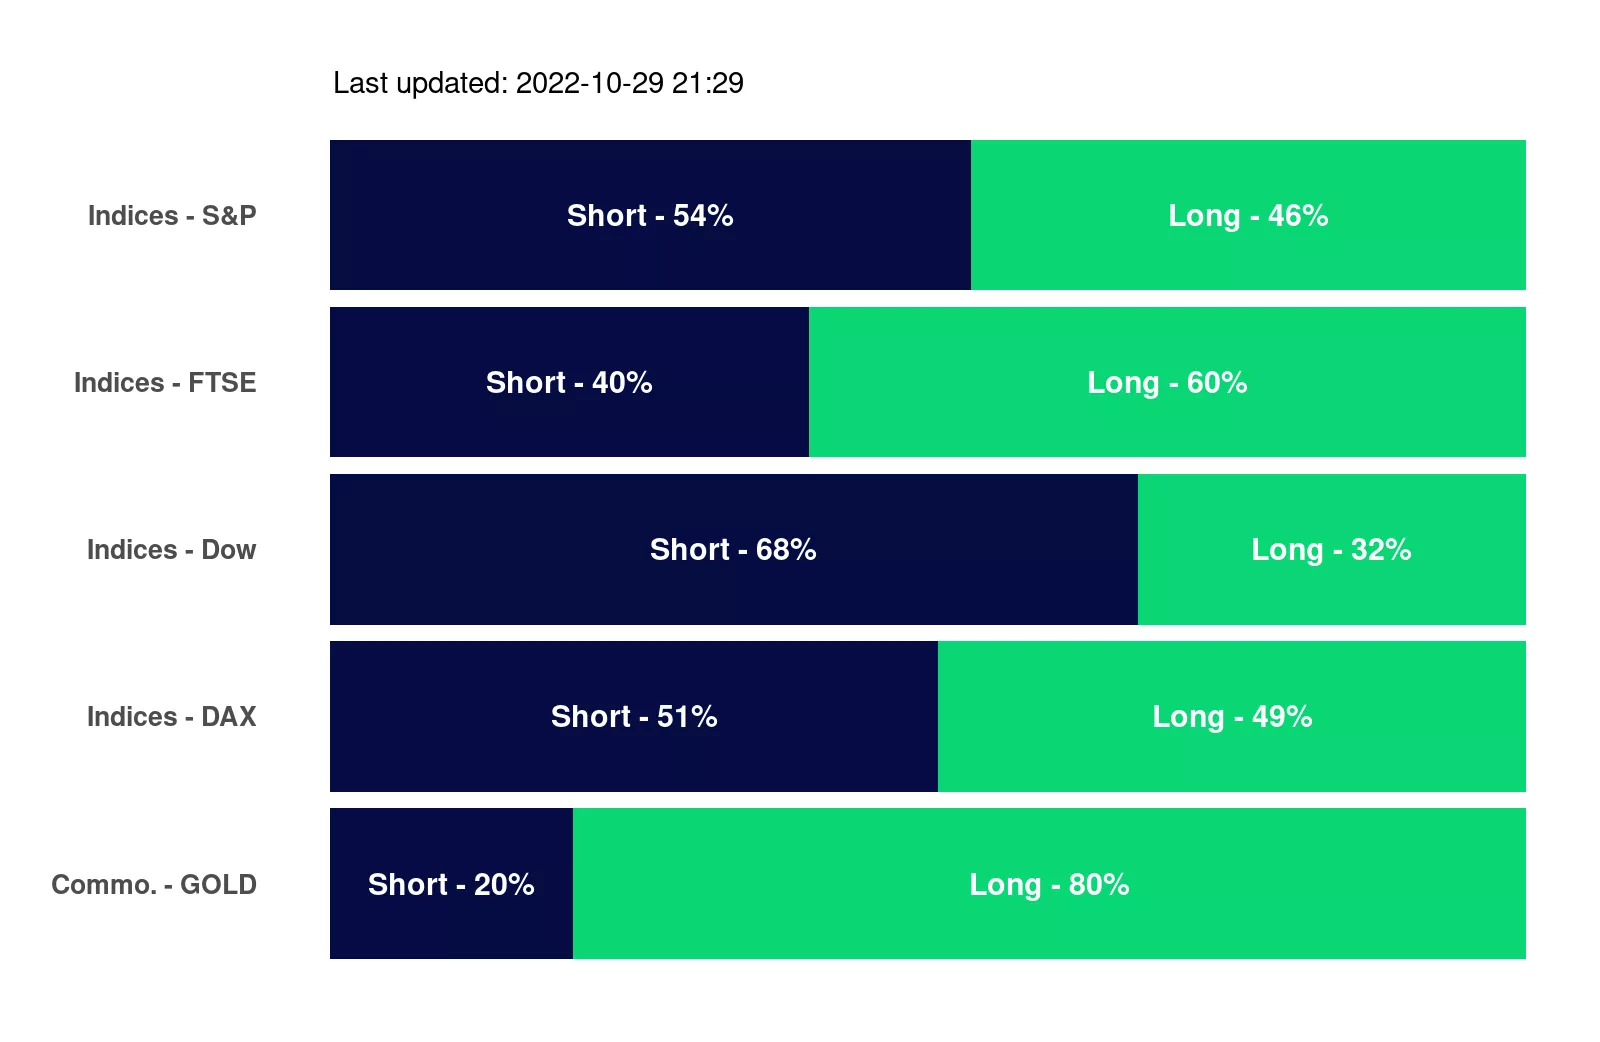 Last updated: 2022-10-29 21:29
Indices - S&P Short - 54% Long - 46%
Indices - FTSE Short - 40% Long - 60%
Indices - Dow Short - 68% Long - 32%
Indices - DAX Short - 51% Long - 49%
Commo. - GOLD Short - 20% Long - 80%